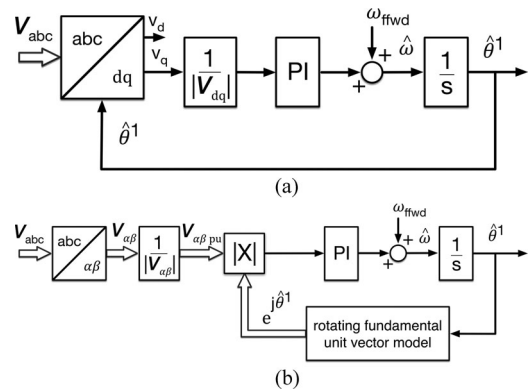 V_abc
abc
dq
v_d
v_q
1
|V_dq|
PI
ω_ffwd
+
+
ω̂
1
s
θ̂¹
θ̂¹
(a)
V_abc
abc
αβ
V_αβ
1
|V_αβ|
V_αβ pu
|X|
PI
ω_ffwd
+
+
ω̂
1
s
θ̂¹
e^jθ̂¹
rotating fundamental
unit vector model
(b)